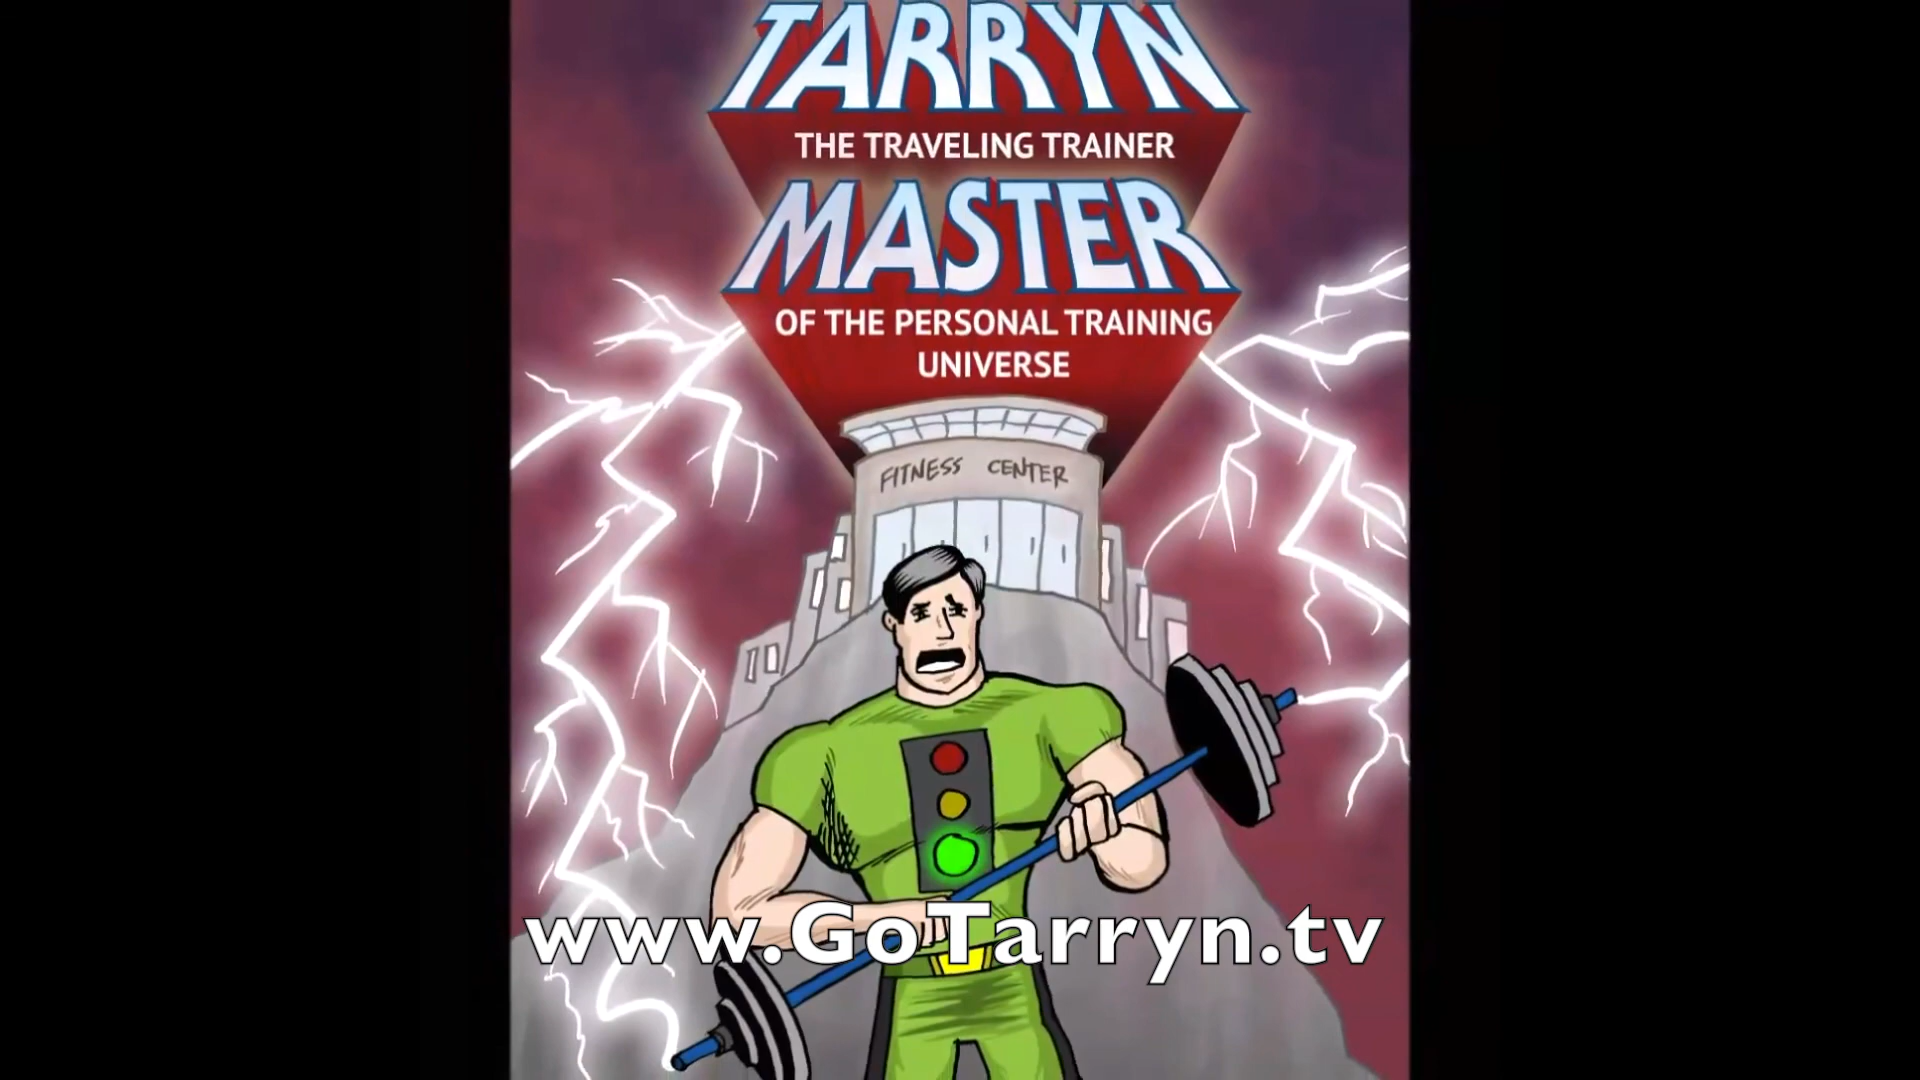 TARRYN
THE TRAVELING TRAINER
MASTER
OF THE PERSONAL TRAINING
UNIVERSE
FITNESS CENTER
www.GoTarryn.tv